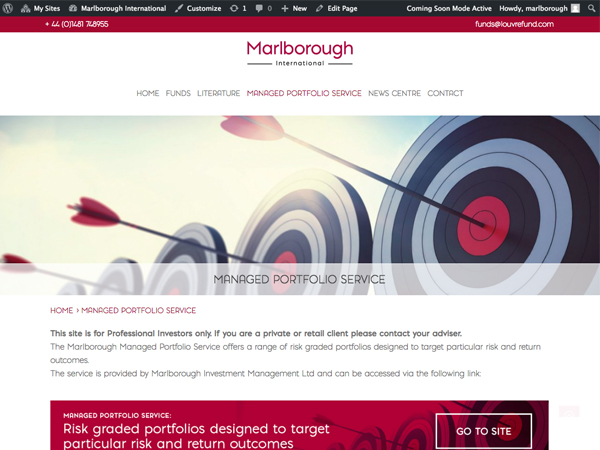 My Sites Marlborough International Customize 1 0 New Edit Page Coming Soon Mode Active Howdy, marlborough
+ 44 (0)1481 748955 funds@louvrefund.com
Marlborough
International
HOME FUNDS LITERATURE MANAGED PORTFOLIO SERVICE NEWS CENTRE CONTACT
MANAGED PORTFOLIO SERVICE
HOME > MANAGED PORTFOLIO SERVICE
This site is for Professional Investors only. If you are a private or retail client please contact your adviser.
The Marlborough Managed Portfolio Service offers a range of risk graded portfolios designed to target particular risk and return
outcomes.
The service is provided by Marlborough Investment Management Ltd and can be accessed via the following link:
MANAGED PORTFOLIO SERVICE:
Risk graded portfolios designed to target
particular risk and return outcomes
GO TO SITE